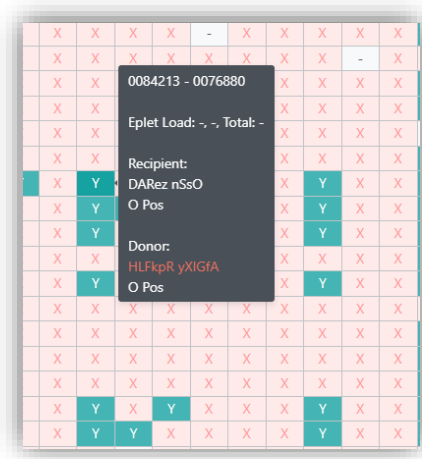 X X X X - X X X X X
X X X X X X X X - X
X X X X X X
X X X X X X
X X X X X X
X X X X X X
X Y X Y X X
X Y X Y X X
X Y X Y X X
X X X X X X
X Y X Y X X
X X X X X X X X X X
X X X X X X X X X X
X X X X X X X X X X
X X X X X X X X X X
X Y X Y X X X Y X X
X Y Y X X X X Y X X
0084213 - 0076880
Eplet Load: -, -, Total: -
Recipient:
DARez nSsO
O Pos
Donor:
HLFkpR yXIGfA
O Pos